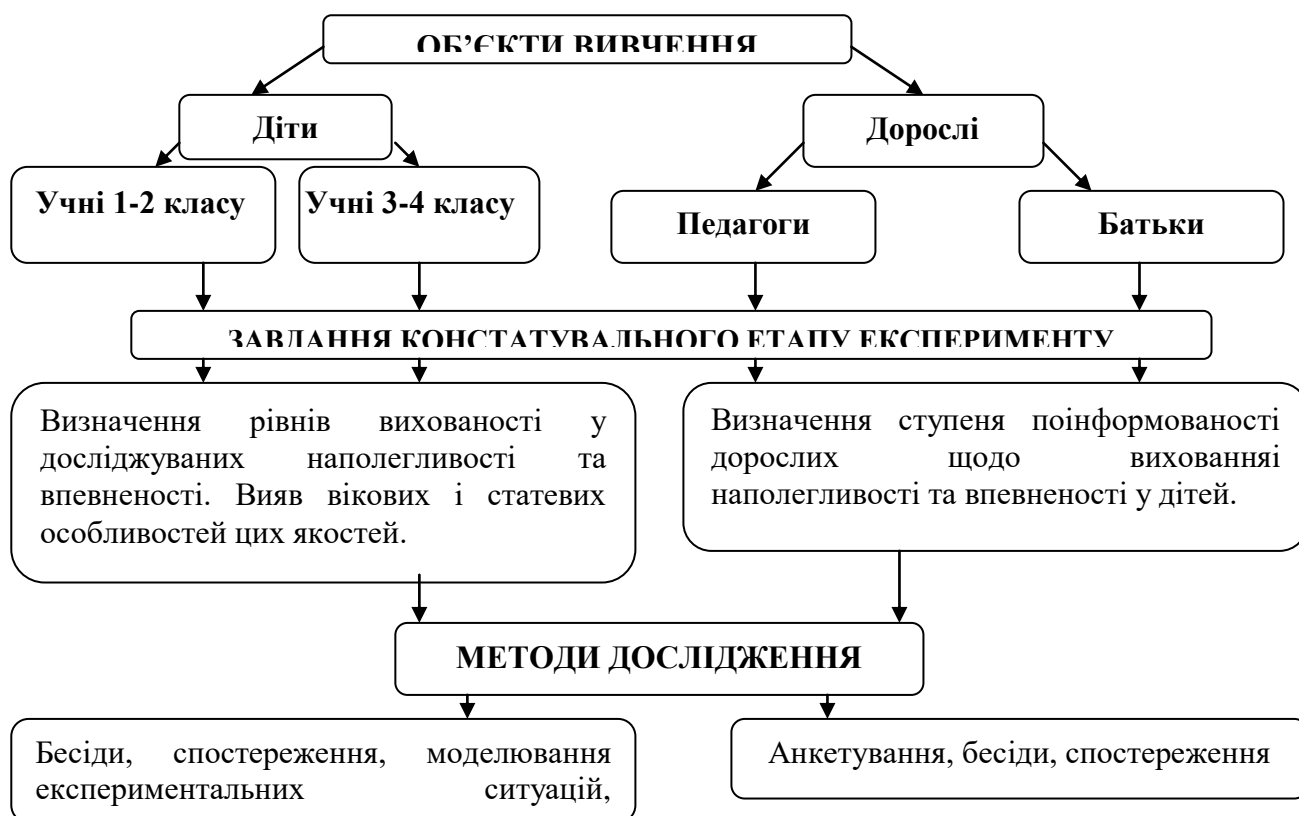 ОБ’ЄКТИ ВИВЧЕННЯ
Діти
Дорослі
Учні 1-2 класу
Учні 3-4 класу
Педагоги
Батьки
ЗАВДАННЯ КОНСТАТУВАЛЬНОГО ЕТАПУ ЕКСПЕРИМЕНТУ
Визначення рівнів вихованості у
досліджуваних наполегливості та
впевненості. Вияв вікових і статевих
особливостей цих якостей.
Визначення ступеня поінформованості
дорослих щодо вихованняі
наполегливості та впевненості у дітей.
МЕТОДИ ДОСЛІДЖЕННЯ
Бесіди, спостереження, моделювання
експериментальних ситуацій,
Анкетування, бесіди, спостереження